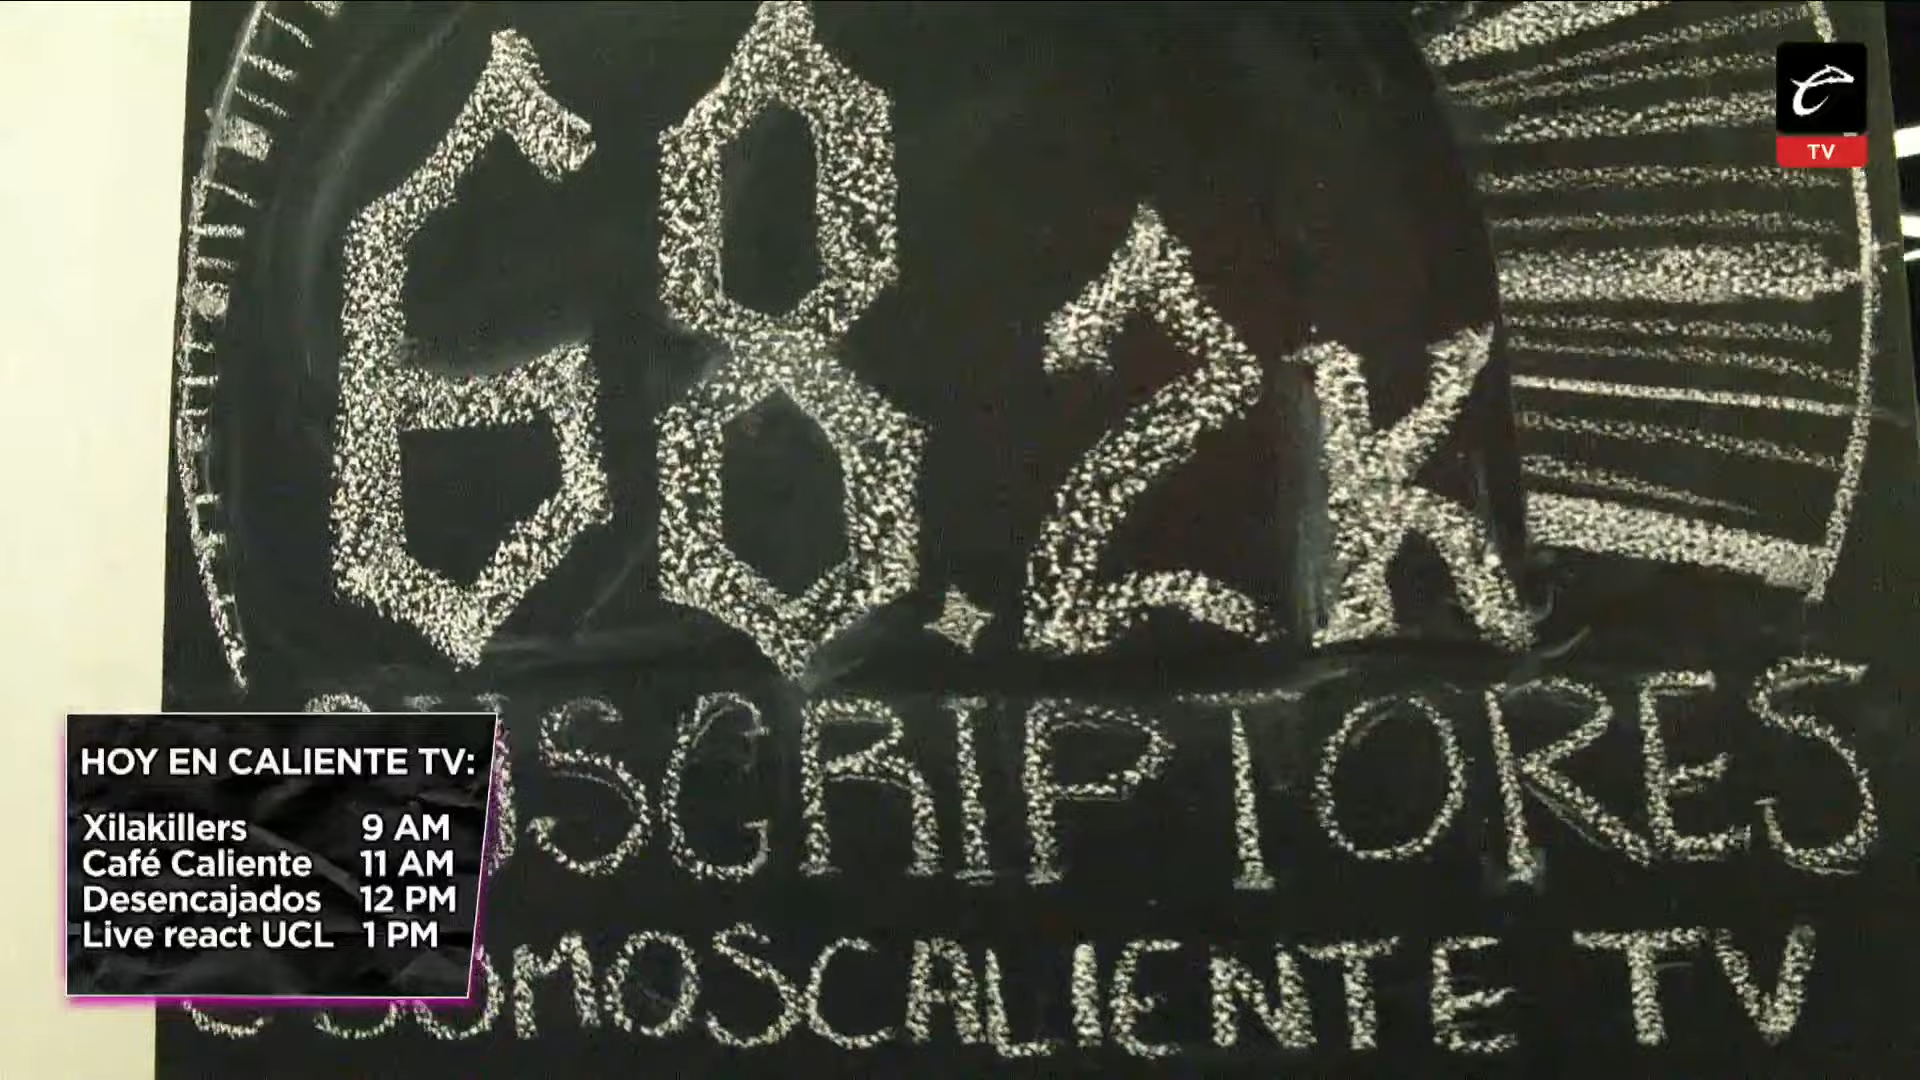 TV
68.2K
SCRIPTORES
SOMOSCALIENTE TV
HOY EN CALIENTE TV:
Xilakillers 9 AM
Café Caliente 11 AM
Desencajados 12 PM
Live react UCL 1 PM